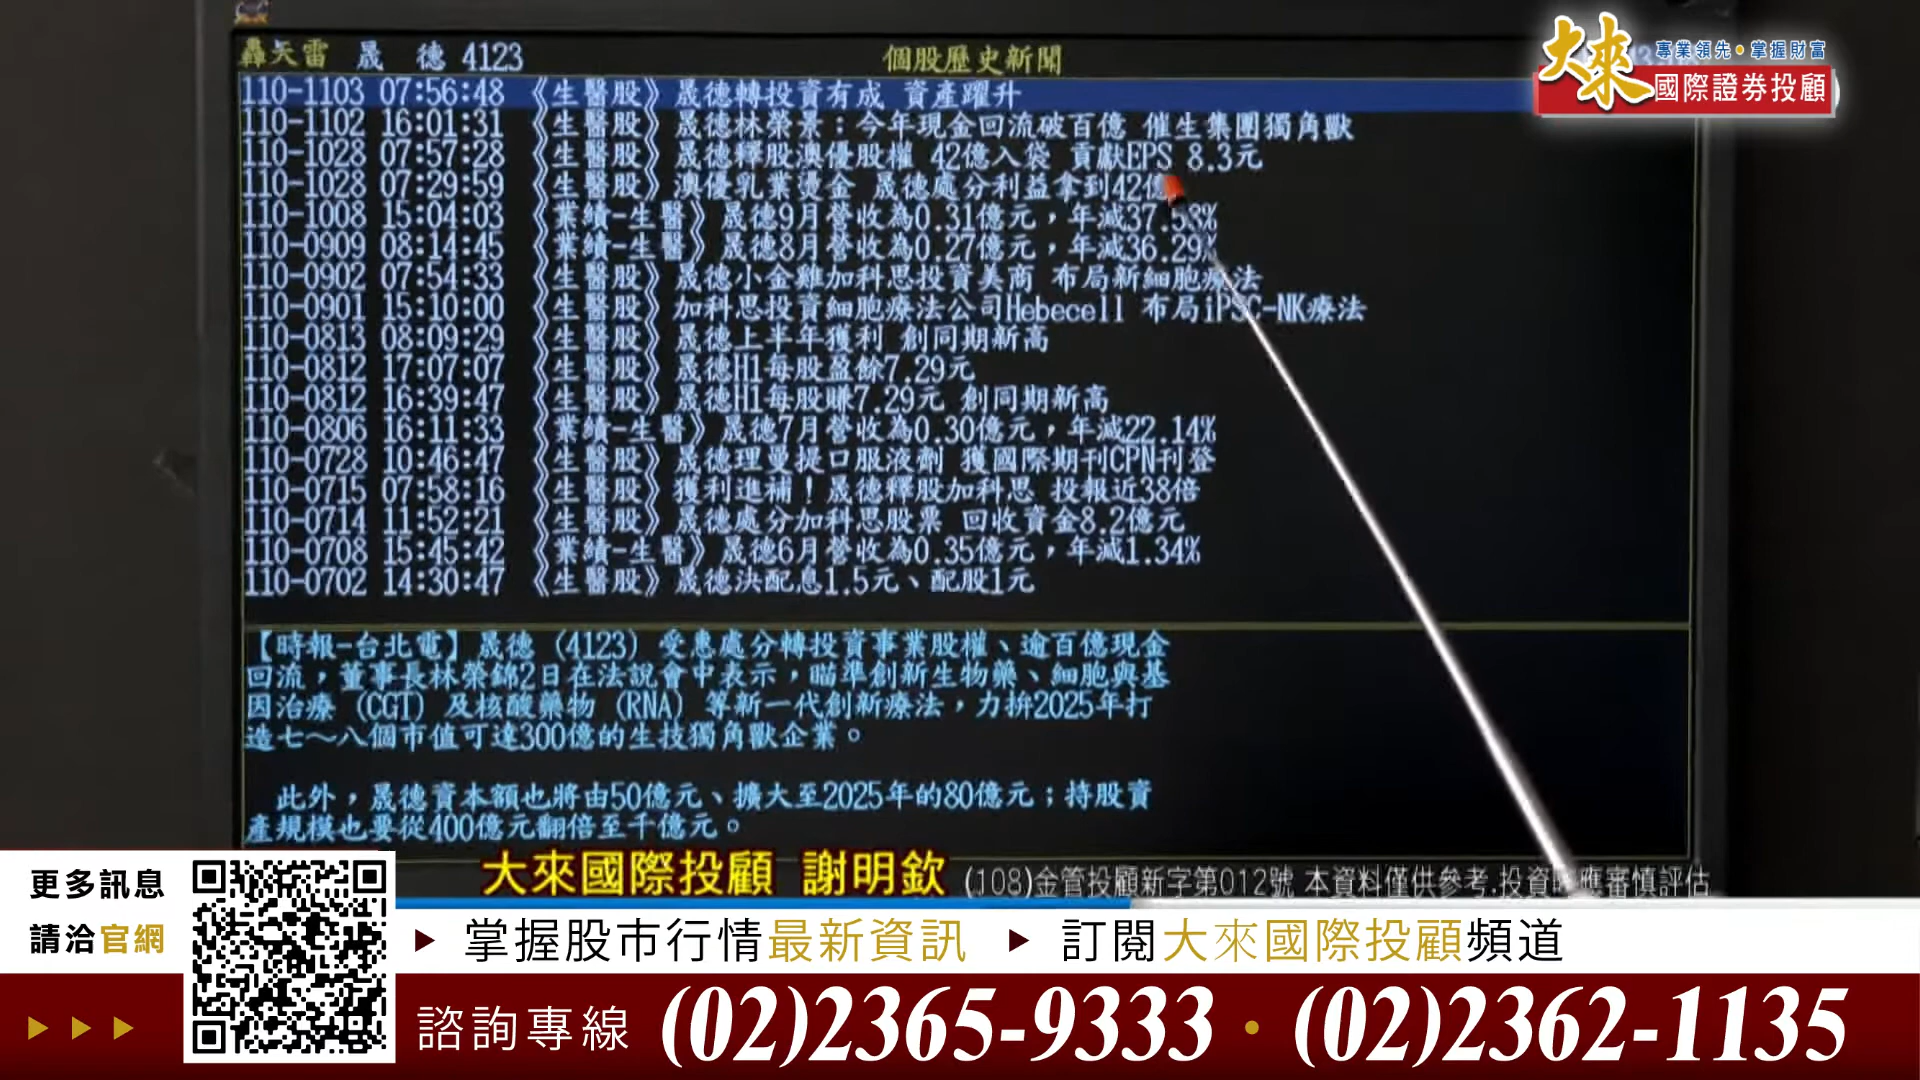 轟天雷 晟 德 4123 個股歷史新聞
大來 專業領先•掌握財富
國際證券投顧
110-1103 07:56:48 《生醫股》晟德轉投資有成 資產躍升
110-1102 16:01:31 《生醫股》晟德林榮景：今年現金回流破百億 催生集團獨角獸
110-1028 07:57:28 《生醫股》晟德釋股澳優股權 42億入袋 貢獻EPS 8.3元
110-1028 07:29:59 《生醫股》澳優乳業燙金 晟德處分利益拿到42億
110-1008 15:04:03 《業績-生醫》晟德9月營收為0.31億元，年減37.53%
110-0909 08:14:45 《業績-生醫》晟德8月營收為0.27億元，年減36.29%
110-0902 07:54:33 《生醫股》晟德小金雞加科思投資美商 布局新細胞療法
110-0901 15:10:00 《生醫股》加科思投資細胞療法公司Hebecell 布局iPSC-NK療法
110-0813 08:09:29 《生醫股》晟德上半年獲利 創同期新高
110-0812 17:07:07 《生醫股》晟德H1每股盈餘7.29元
110-0812 16:39:47 《生醫股》晟德H1每股賺7.29元 創同期新高
110-0806 16:11:33 《業績-生醫》晟德7月營收為0.30億元，年減22.14%
110-0728 10:46:47 《生醫股》晟德理曼提口服液劑 獲國際期刊CPN刊登
110-0715 07:58:16 《生醫股》獲利進補！晟德釋股加科思 投報近38倍
110-0714 11:52:21 《生醫股》晟德處分加科思股票 回收資金8.2億元
110-0708 15:45:42 《業績-生醫》晟德6月營收為0.35億元，年減1.34%
110-0702 14:30:47 《生醫股》晟德決配息1.5元、配股1元
【時報-台北電】晟德（4123）受惠處分轉投資事業股權、逾百億現金
回流，董事長林榮錦2日在法說會中表示，瞄準創新生物藥、細胞與基
因治療（CGT）及核酸藥物（RNA）等新一代創新療法，力拚2025年打
造七～八個市值可達300億的生技獨角獸企業。
此外，晟德資本額也將由50億元、擴大至2025年的80億元；持股資
產規模也要從400億元翻倍至千億元。
大來國際投顧 謝明欽 (108)金管投顧新字第012號 本資料僅供參考.投資 應審慎評估
更多訊息
請洽官網
掌握股市行情最新資訊 訂閱大來國際投顧頻道
諮詢專線 (02)2365-9333 • (02)2362-1135